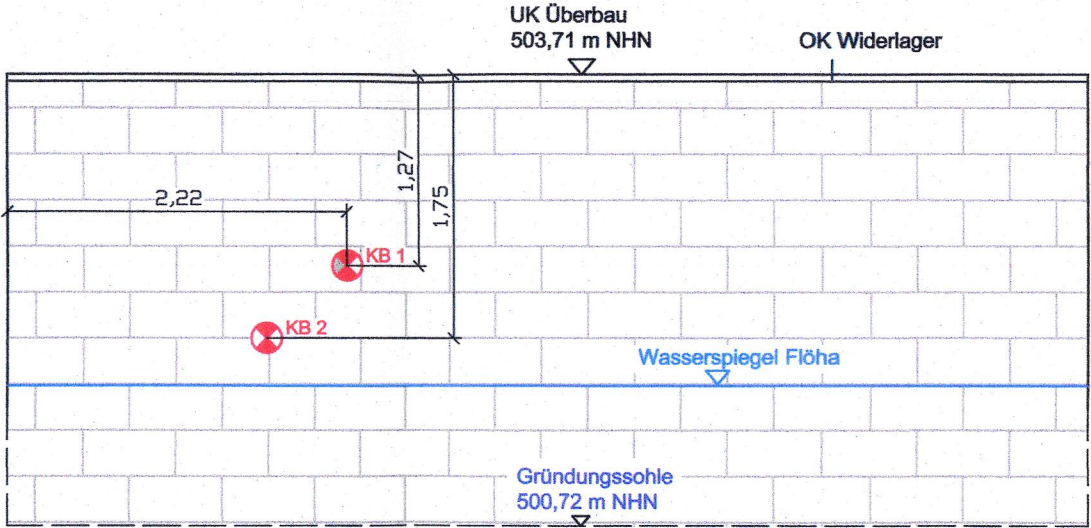 UK Überbau
503,71 m NHN
OK Widerlager
1,27
2,22
1,75
KB 1
KB 2
Wasserspiegel Flöha
Gründungssohle
500,72 m NHN